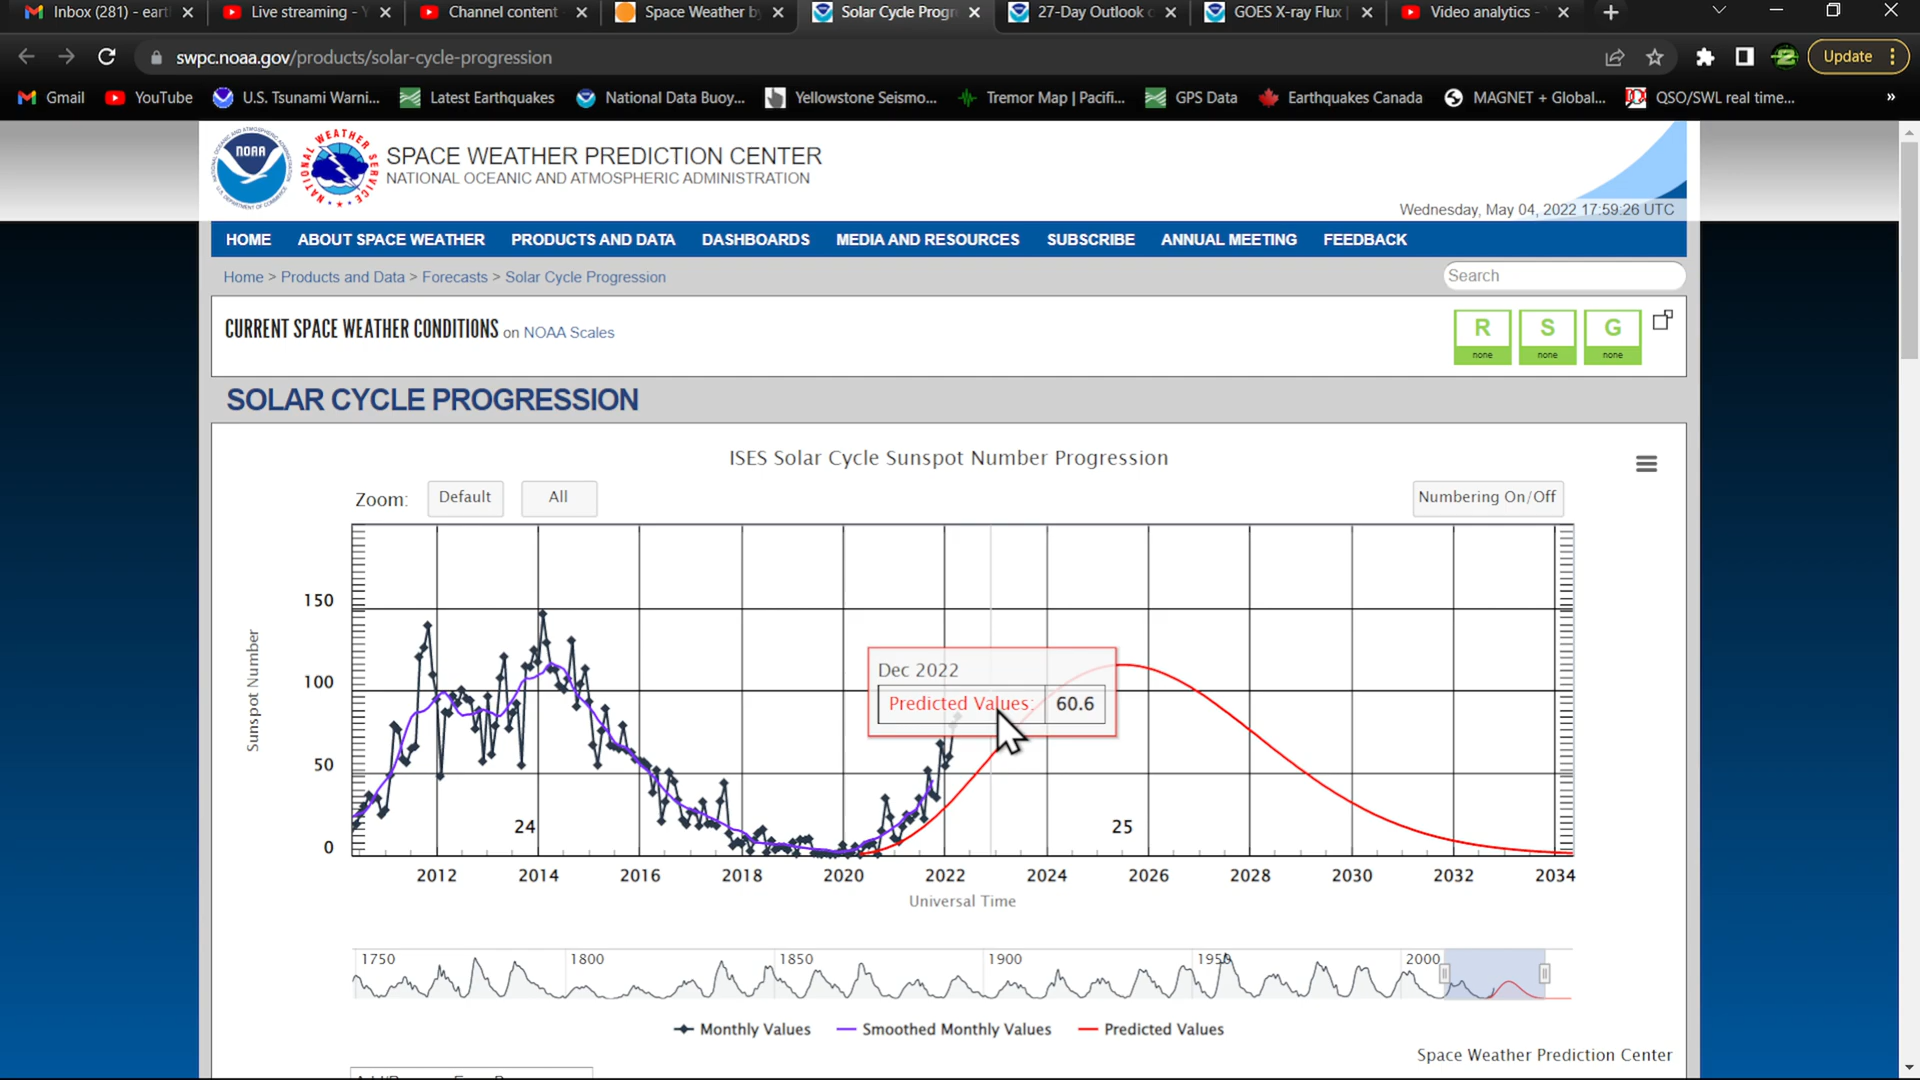 Inbox (281) - eart
Live streaming - Y
Channel content
Space Weather b
Solar Cycle Progr
27-Day Outlook o
GOES X-ray Flux
Video analytics -
swpc.noaa.gov/products/solar-cycle-progression
Update
Gmail
YouTube
U.S. Tsunami Warni...
Latest Earthquakes
National Data Buoy...
Yellowstone Seismo...
Tremor Map | Pacifi...
GPS Data
Earthquakes Canada
MAGNET + Global...
QSO/SWL real time...
»
NOAA
NATIONAL WEATHER SERVICE
SPACE WEATHER PREDICTION CENTER
NATIONAL OCEANIC AND ATMOSPHERIC ADMINISTRATION
Wednesday, May 04, 2022 17:59:26 UTC
HOME ABOUT SPACE WEATHER PRODUCTS AND DATA DASHBOARDS MEDIA AND RESOURCES SUBSCRIBE ANNUAL MEETING FEEDBACK
Home > Products and Data > Forecasts > Solar Cycle Progression
Search
CURRENT SPACE WEATHER CONDITIONS on NOAA Scales
R S G
none none none
SOLAR CYCLE PROGRESSION
ISES Solar Cycle Sunspot Number Progression
Zoom: Default All
Numbering On/Off
Sunspot Number
150
100
50
0
Dec 2022
Predicted Values: 60.6
24
25
2012 2014 2016 2018 2020 2022 2024 2026 2028 2030 2032 2034
Universal Time
1750 1800 1850 1900 1950 2000
Monthly Values Smoothed Monthly Values Predicted Values
Space Weather Prediction Center